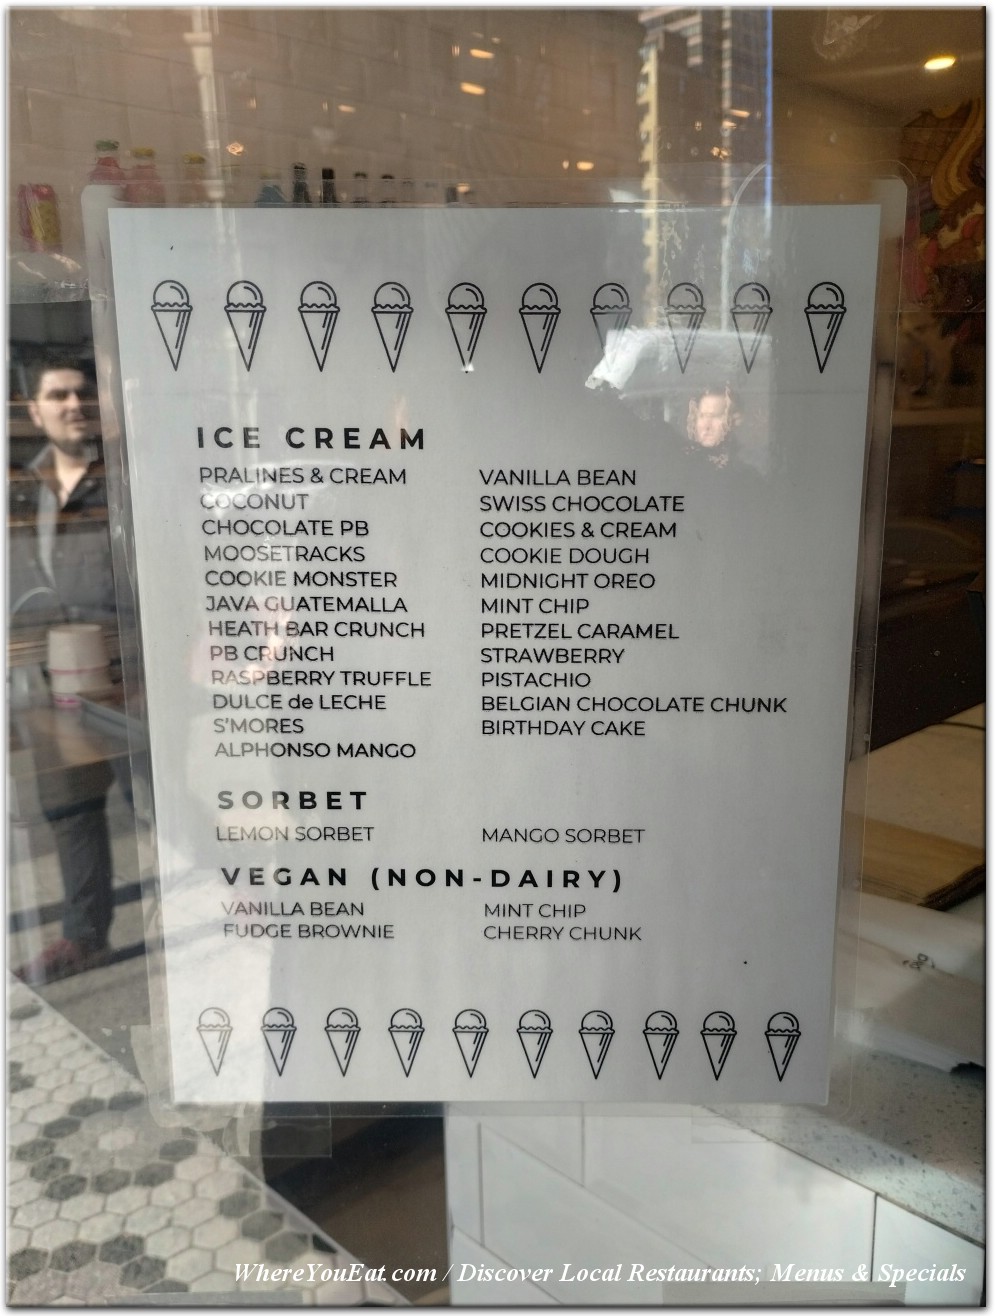 ICE CREAM
PRALINES & CREAM
COCONUT
CHOCOLATE PB
MOOSETRACKS
COOKIE MONSTER
JAVA GUATEMALLA
HEATH BAR CRUNCH
PB CRUNCH
RASPBERRY TRUFFLE
DULCE de LECHE
S'MORES
ALPHONSO MANGO
VANILLA BEAN
SWISS CHOCOLATE
COOKIES & CREAM
COOKIE DOUGH
MIDNIGHT OREO
MINT CHIP
PRETZEL CARAMEL
STRAWBERRY
PISTACHIO
BELGIAN CHOCOLATE CHUNK
BIRTHDAY CAKE
SORBET
LEMON SORBET
MANGO SORBET
VEGAN (NON-DAIRY)
VANILLA BEAN
FUDGE BROWNIE
MINT CHIP
CHERRY CHUNK
WhereYouEat.com / Discover Local Restaurants; Menus & Specials